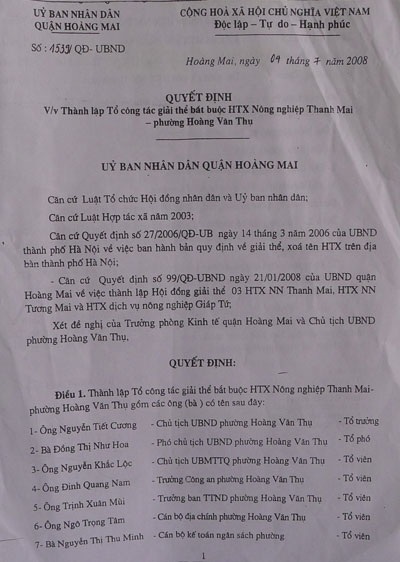 UỶ BAN NHÂN DÂN
QUẬN HOÀNG MAI
CỘNG HOÀ XÃ HỘI CHỦ NGHĨA VIỆT NAM
Độc lập – Tự do – Hạnh phúc
Số : QĐ- UBND
Hoàng Mai, ngày 09 tháng 7 năm 2008
QUYẾT ĐỊNH
V/v Thành lập Tổ công tác giải thể bắt buộc HTX Nông nghiệp Thanh Mai
– phường Hoàng Văn Thụ
UỶ BAN NHÂN DÂN QUẬN HOÀNG MAI
Căn cứ Luật Tổ chức Hội đồng nhân dân và Uỷ ban nhân dân;
Căn cứ Luật Hợp tác xã năm 2003;
Căn cứ Quyết định số 27/2006/QĐ-UB ngày 14 tháng 3 năm 2006 của UBND
thành phố Hà Nội về việc ban hành bản quy định về giải thể, xoá tên HTX trên địa
bàn thành phố Hà Nội;
- Căn cứ Quyết định số 99/QĐ-UBND ngày 21/01/2008 của UBND quận
Hoàng Mai về việc thành lập Hội đồng giải thể 03 HTX NN Thanh Mai, HTX NN
Tương Mai và HTX dịch vụ nông nghiệp Giáp Tứ;
Xét đề nghị của Trưởng phòng Kinh tế quận Hoàng Mai và Chủ tịch UBND
phường Hoàng Văn Thụ,
QUYẾT ĐỊNH:
Điều 1. Thành lập Tổ công tác giải thể bắt buộc HTX Nông nghiệp Thanh Mai-
phường Hoàng Văn Thụ gồm các ông (bà ) có tên sau đây:
1- Ông Nguyễn Tiết Cương - Chủ tịch UBND phường Hoàng Văn Thụ - Tổ trưởng
2- Bà Đồng Thị Như Hoa - Phó chủ tịch UBND phường Hoàng Văn Thụ - Tổ phó
3- Ông Nguyễn Khắc Lộc - Chủ tịch UBMTTQ phường Hoàng Văn Thụ - Tổ viên
4- Ông Đinh Quang Nam - Trưởng Công an phường Hoàng Văn Thụ - Tổ viên
5- Ông Trịnh Xuân Mùi - Trưởng ban TTND phường Hoàng Văn Thụ - Tổ viên
6- Ông Ngô Trọng Tâm - Cán bộ địa chính phường Hoàng Văn Thụ - Tổ viên
7- Bà Nguyễn Thị Thu Minh - Cán bộ kế toán ngân sách phường - Tổ viên
1